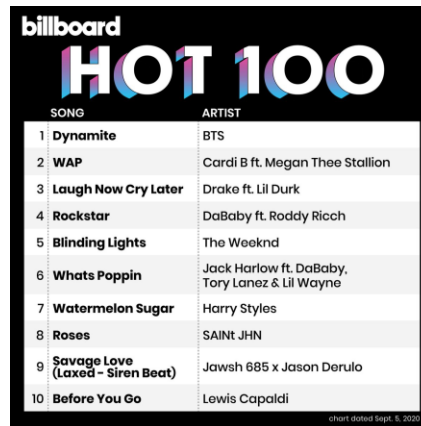 billboard
HOT 100
SONG ARTIST
1 Dynamite BTS
2 WAP Cardi B ft. Megan Thee Stallion
3 Laugh Now Cry Later Drake ft. Lil Durk
4 Rockstar DaBaby ft. Roddy Ricch
5 Blinding Lights The Weeknd
6 Whats Poppin Jack Harlow ft. DaBaby,
Tory Lanez & Lil Wayne
7 Watermelon Sugar Harry Styles
8 Roses SAINt JHN
9 Savage Love
(Laxed - Siren Beat) Jawsh 685 x Jason Derulo
10 Before You Go Lewis Capaldi
chart dated Sept. 5, 2020